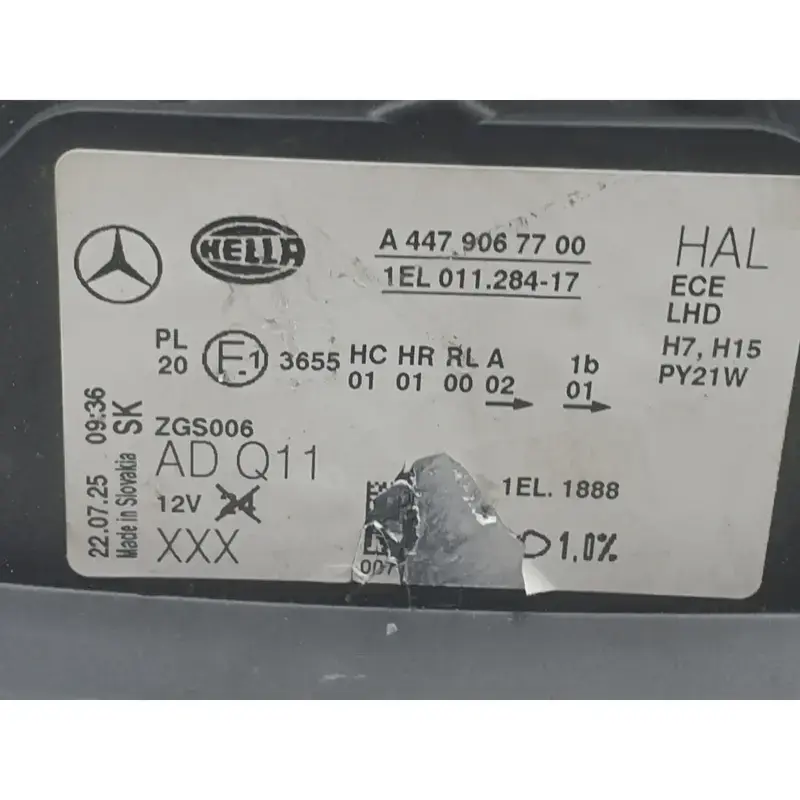 HELLA
A 447 906 77 00
1EL 011.284-17
HAL
ECE
LHD
H7, H15
PY21W
PL
20
E1
3655
HC HR RL A
01 01 00 02
1b
01
ZGS006
AD Q11
12V 24
XXX
22.07.25 09:36
Made in Slovakia SK
1EL. 1888
1.0%
007